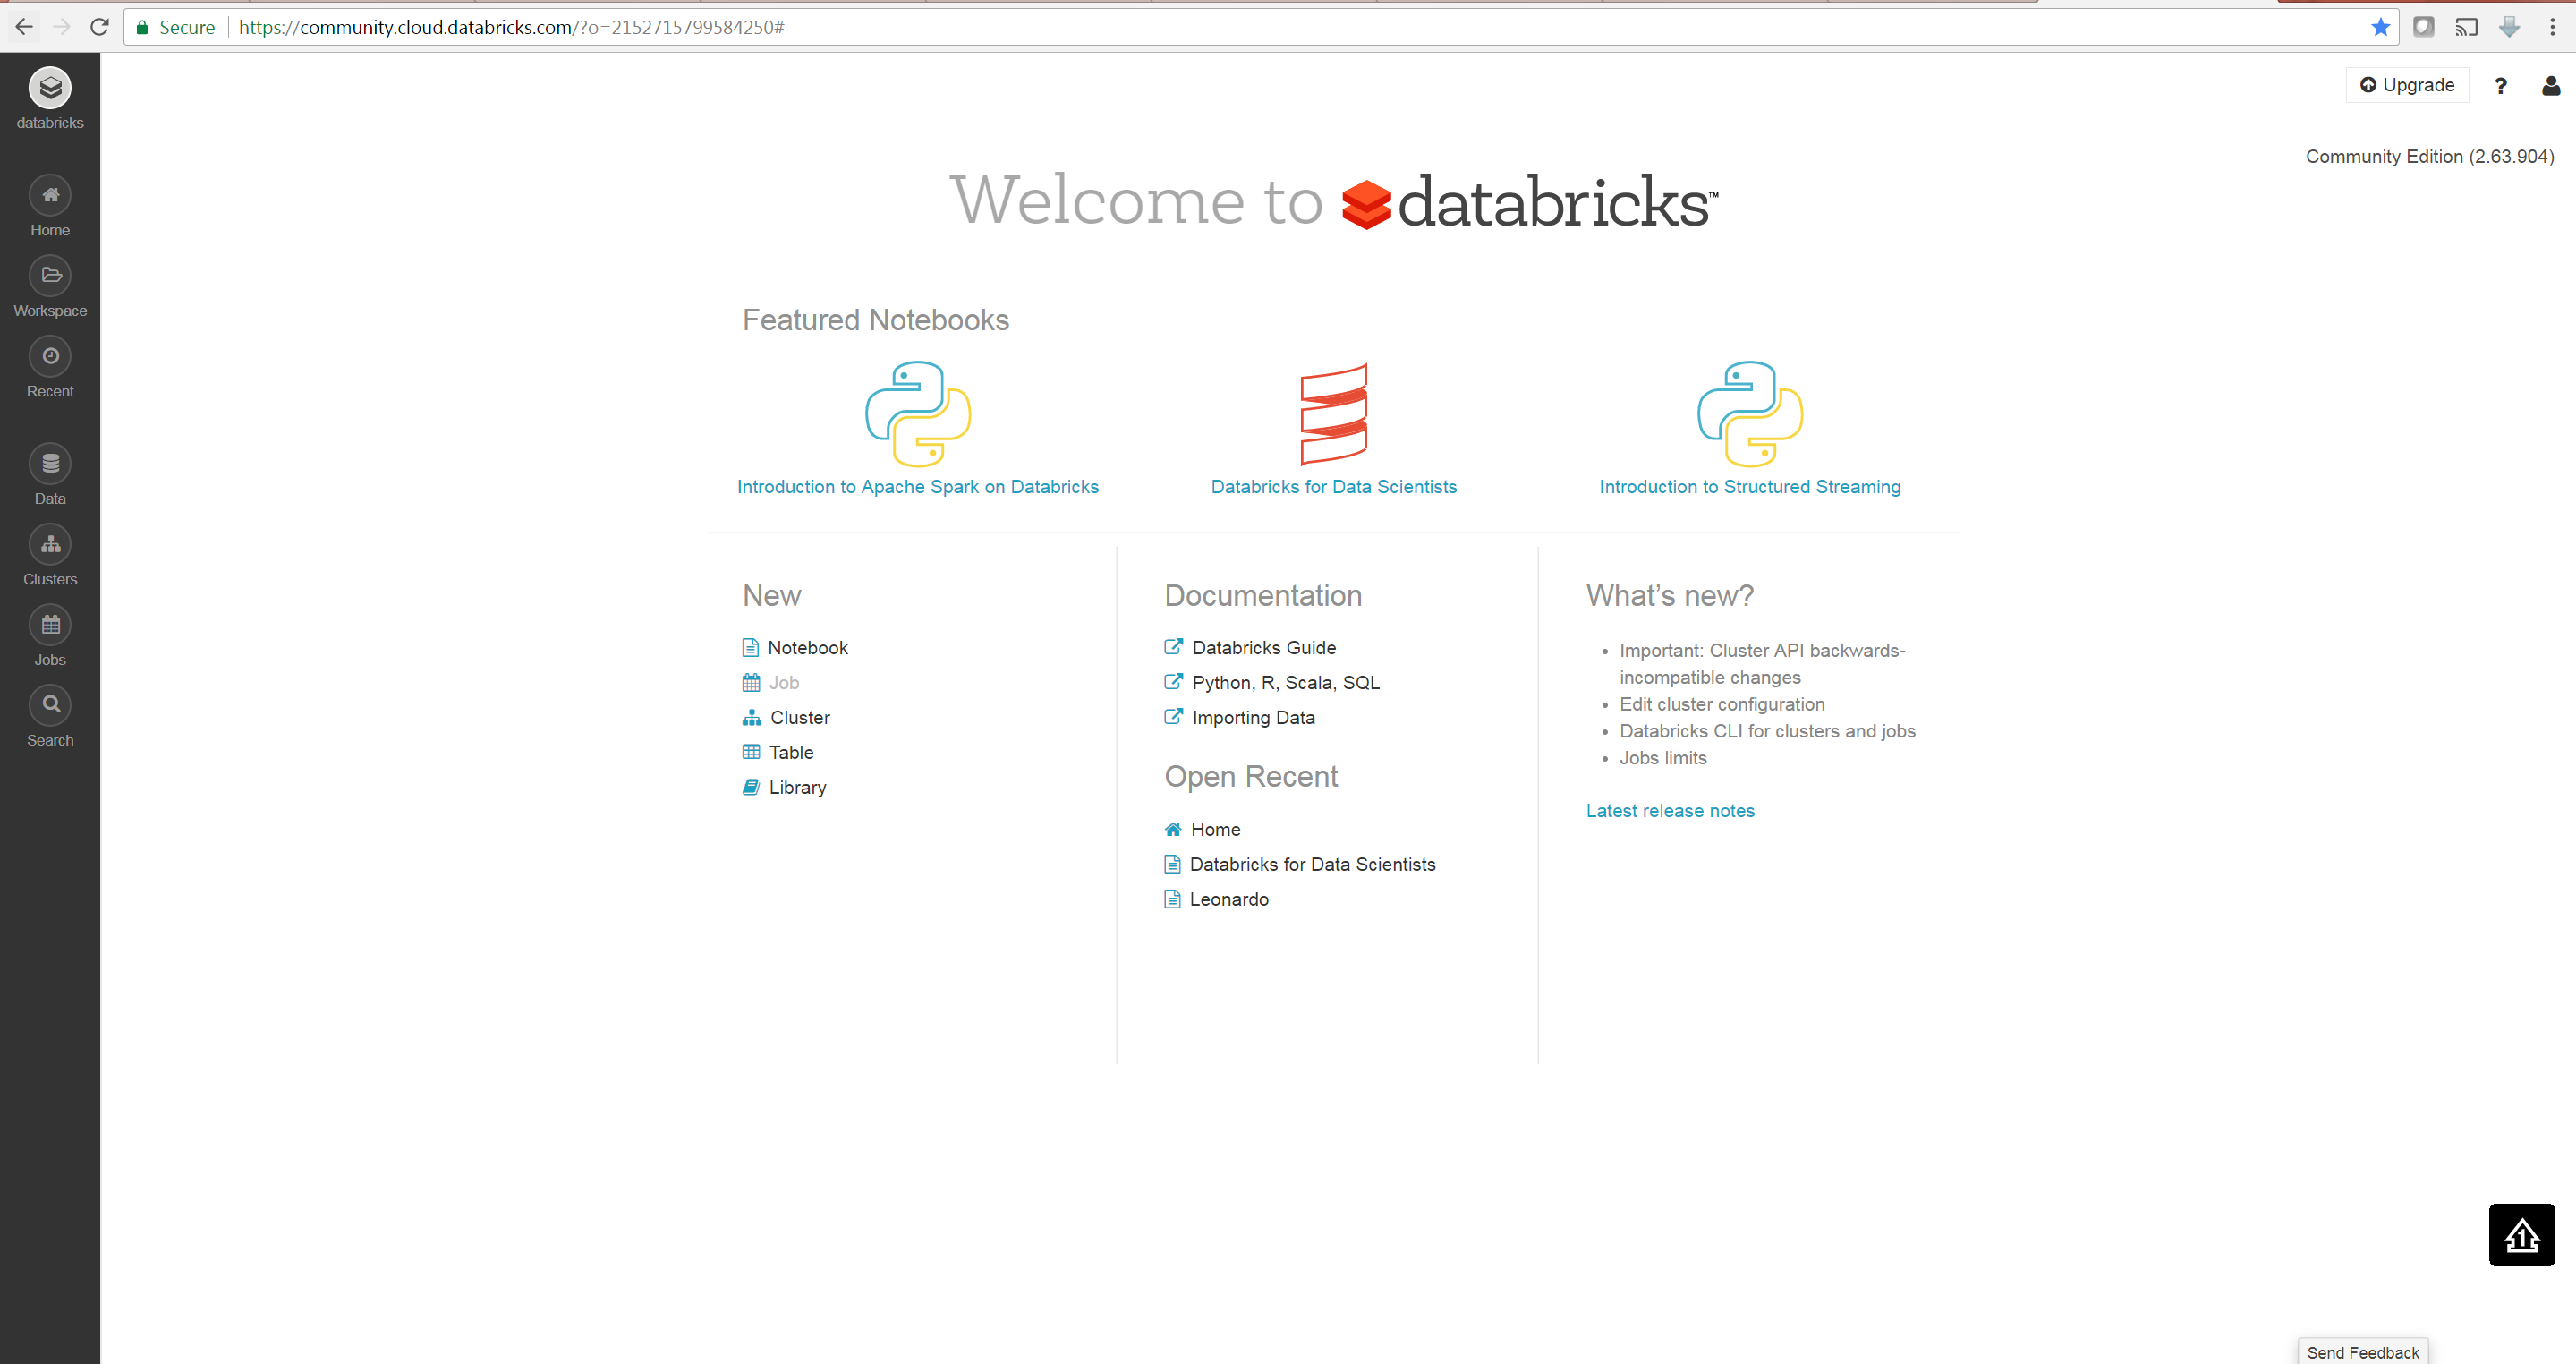 Secure https://community.cloud.databricks.com/?o=2152715799584250#
databricks
Home
Workspace
Recent
Data
Clusters
Jobs
Search
Upgrade ?
Community Edition (2.63.904)
Welcome to databricks™
Featured Notebooks
Introduction to Apache Spark on Databricks
Databricks for Data Scientists
Introduction to Structured Streaming
New
Notebook
Job
Cluster
Table
Library
Documentation
Databricks Guide
Python, R, Scala, SQL
Importing Data
Open Recent
Home
Databricks for Data Scientists
Leonardo
What's new?
• Important: Cluster API backwards-
incompatible changes
• Edit cluster configuration
• Databricks CLI for clusters and jobs
• Jobs limits
Latest release notes
1
Send Feedback